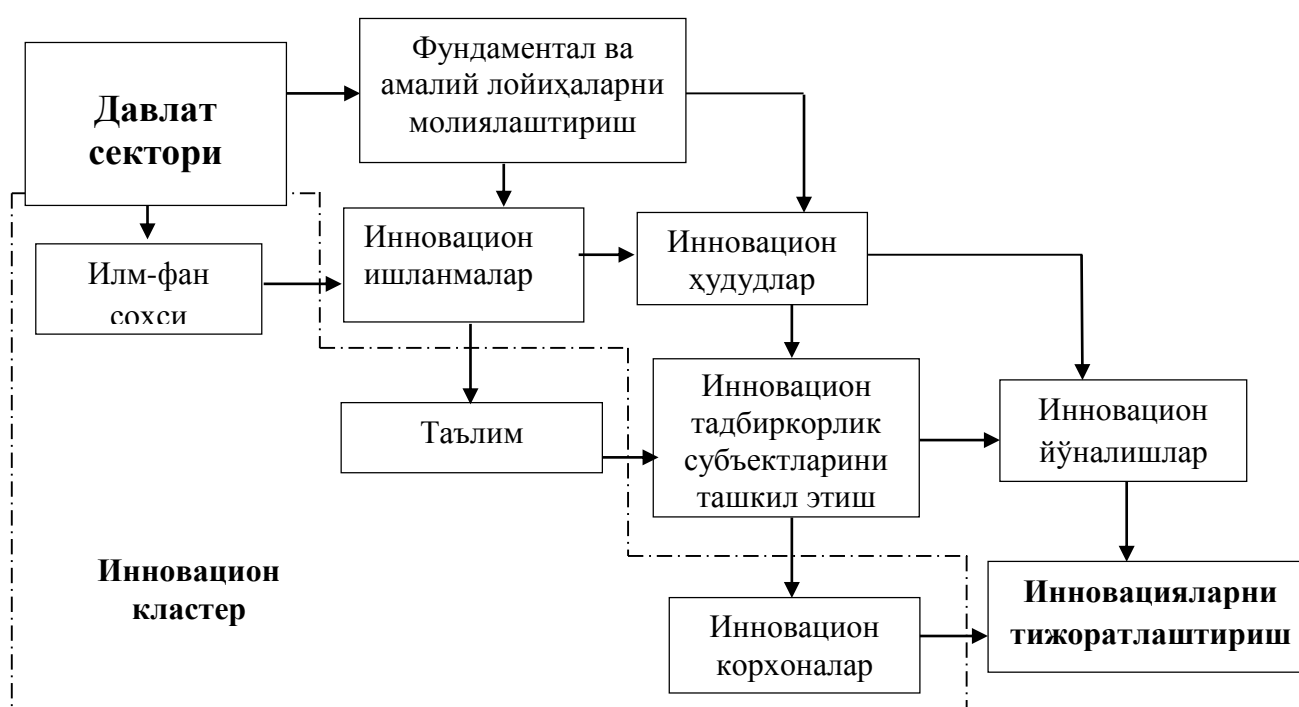 Давлат
сектори
Фундаментал ва
амалий лойиҳаларни
молиялаштириш
Илм-фан
соҳси
Инновацион
ишланмалар
Инновацион
ҳудудлар
Таълим
Инновацион
тадбиркорлик
субъектларини
ташкил этиш
Инновацион
йўналишлар
Инновацион
кластер
Инновацион
корхоналар
Инновацияларни
тижоратлаштириш